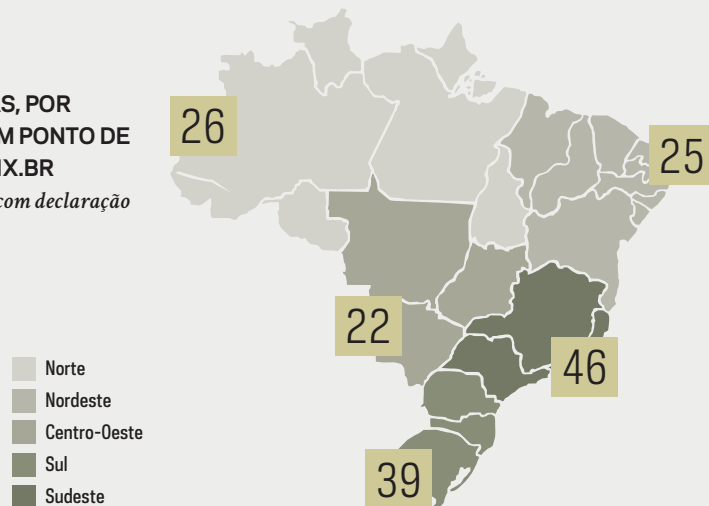 POR
PONTO DE
IX.BR
com declaração
26
25
22
46
39
Norte
Nordeste
Centro-Oeste
Sul
Sudeste